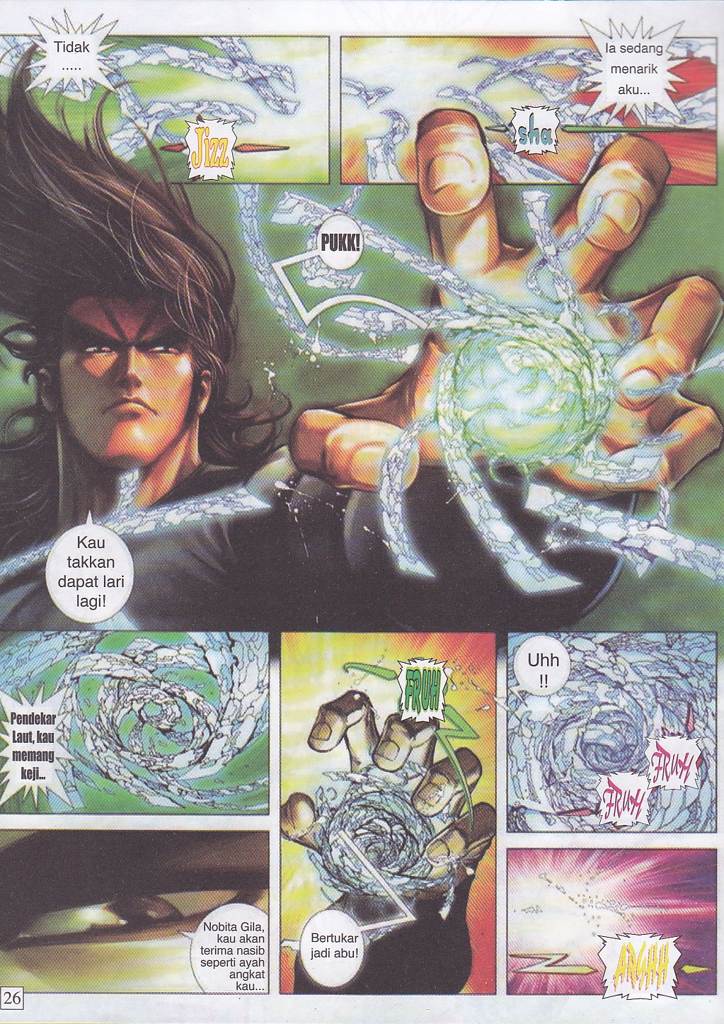 Tidak
.....
Jizz
Ia sedang
menarik
aku...
sha
PUKK!
Kau
takkan
dapat lari
lagi!
Pendekar
Laut, kau
memang
keji...
Nobita Gila,
kau akan
terima nasib
seperti ayah
angkat
kau...
FRUH
Bertukar
jadi abu!
Uhh
!!
FRUH
FRUH
ARGHH
26